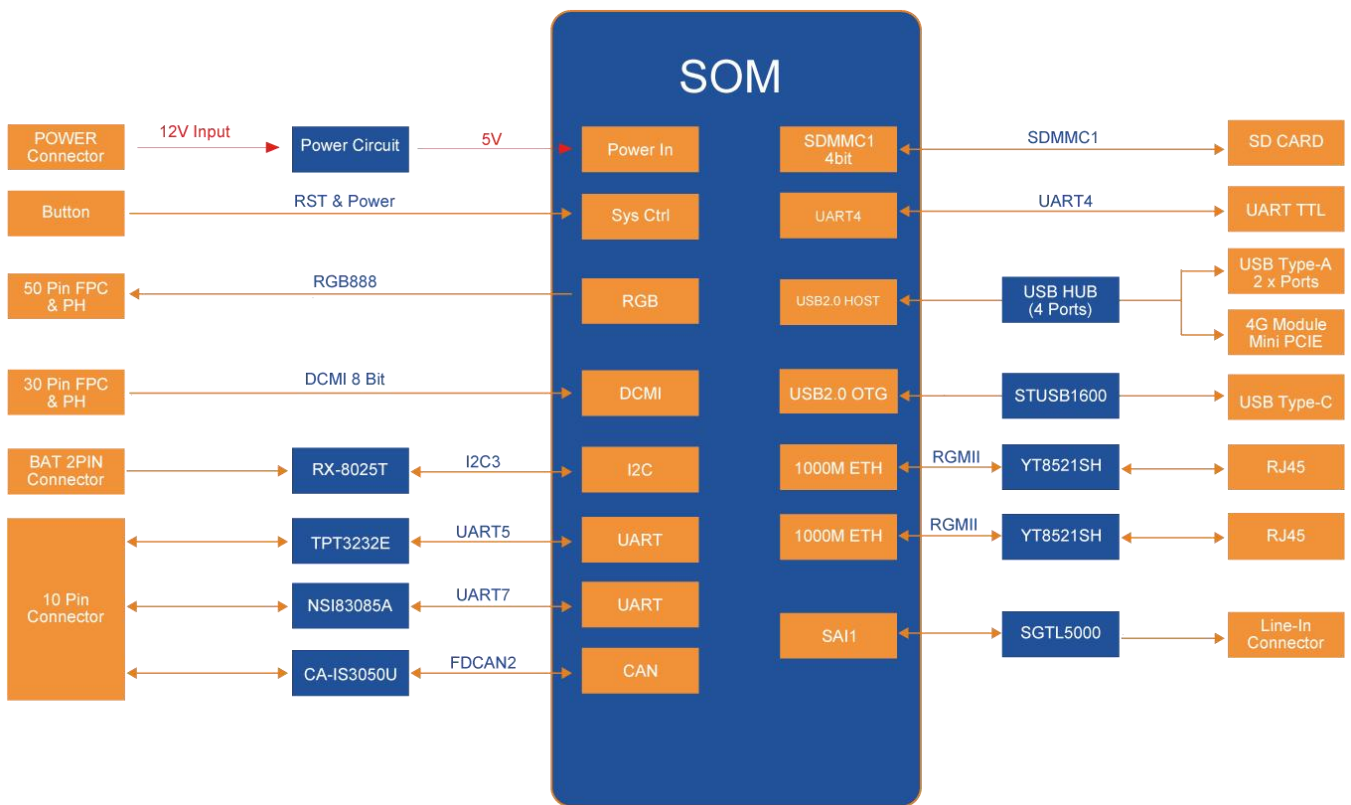 SOM
POWER
Connector
12V Input
Power Circuit
5V
Power In
Button
RST & Power
Sys Ctrl
50 Pin FPC
& PH
RGB888
RGB
30 Pin FPC
& PH
DCMI 8 Bit
DCMI
BAT 2PIN
Connector
RX-8025T
I2C3
I2C
10 Pin
Connector
TPT3232E
UART5
UART
NSI83085A
UART7
UART
CA-IS3050U
FDCAN2
CAN
SDMMC1
4bit
SDMMC1
SD CARD
UART4
UART4
UART TTL
USB2.0 HOST
USB HUB
(4 Ports)
USB Type-A
2 x Ports
4G Module
Mini PCIE
USB2.0 OTG
STUSB1600
USB Type-C
1000M ETH
RGMII
YT8521SH
RJ45
1000M ETH
RGMII
YT8521SH
RJ45
SAI1
SGTL5000
Line-In
Connector